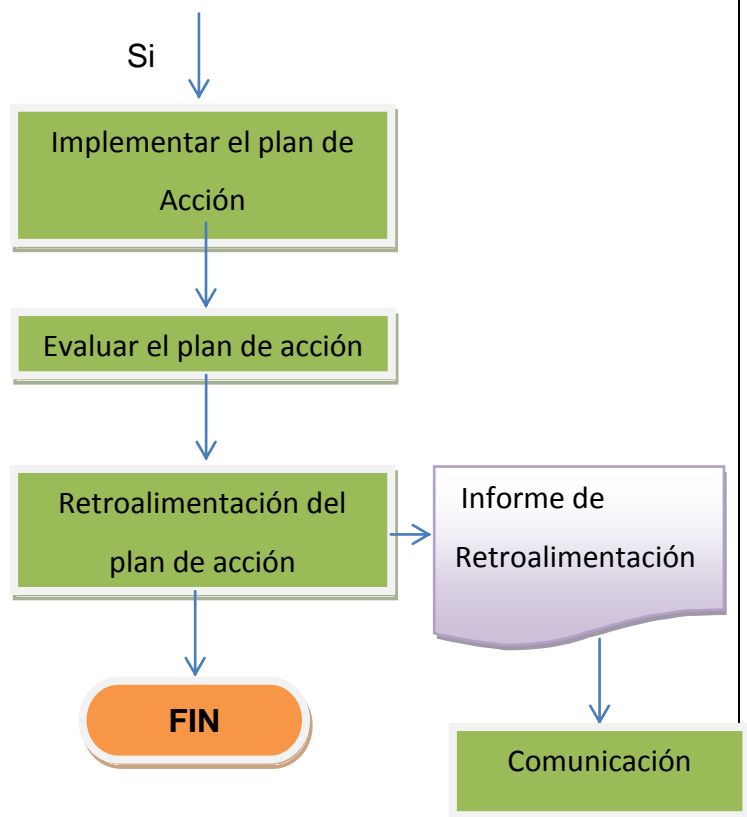 Si
Implementar el plan de
Acción
Evaluar el plan de acción
Retroalimentación del
plan de acción
Informe de
Retroalimentación
FIN
Comunicación